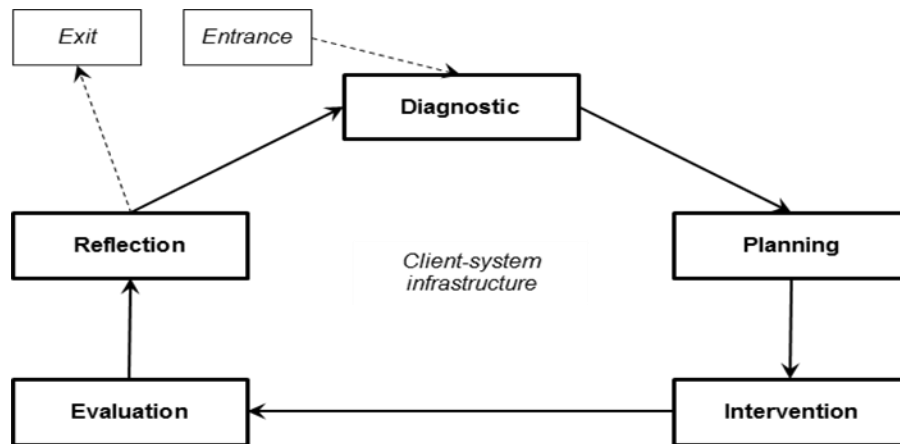 Exit
Entrance
Diagnostic
Reflection
Planning
Client-system
infrastructure
Evaluation
Intervention